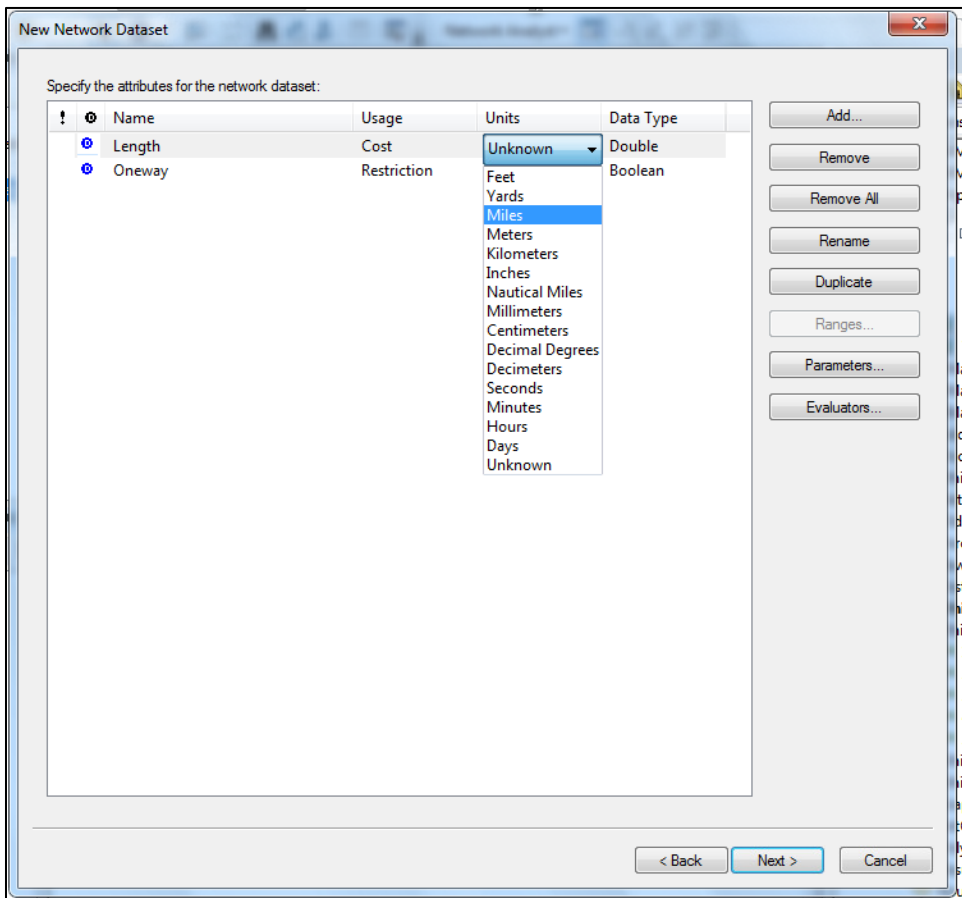 New Network Dataset
Specify the attributes for the network dataset:
! D Name Usage Units Data Type Add...
D Length Cost Unknown Double
D Oneway Restriction Boolean
Feet
Yards
Miles
Meters
Kilometers
Inches
Nautical Miles
Millimeters
Centimeters
Decimal Degrees
Decimeters
Seconds
Minutes
Hours
Days
Unknown
Remove
Remove All
Rename
Duplicate
Ranges...
Parameters...
Evaluators...
< Back Next > Cancel